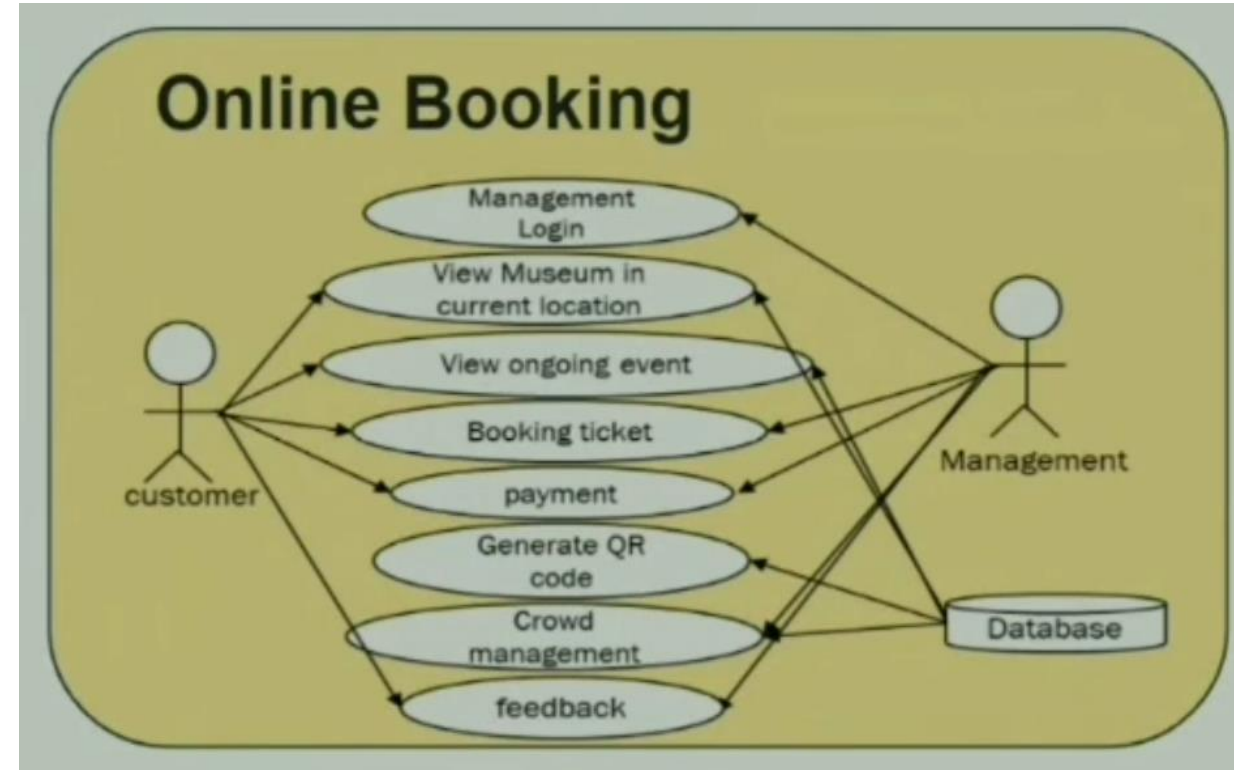 Online Booking
Management
Login
View Museum in
current location
View ongoing event
Booking ticket
payment
Generate QR
code
Crowd
management
feedback
customer
Management
Database